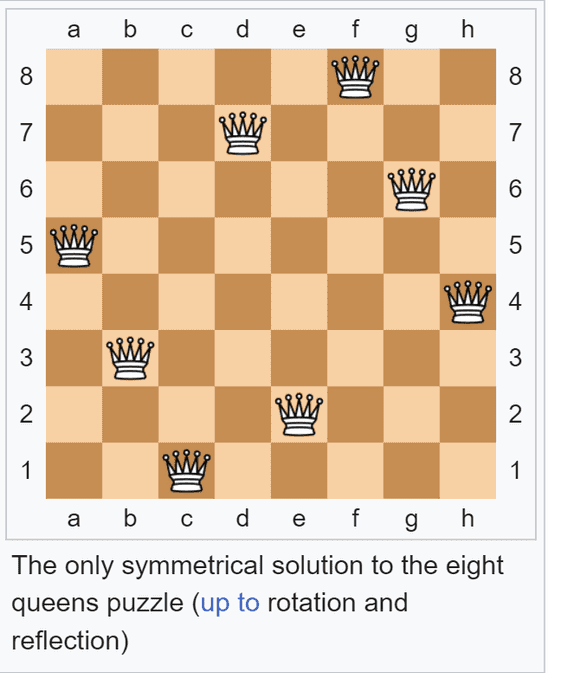 a b c d e f g h
8 8
7 7
6 6
5 5
4 4
3 3
2 2
1 1
a b c d e f g h
The only symmetrical solution to the eight
queens puzzle (up to rotation and
reflection)